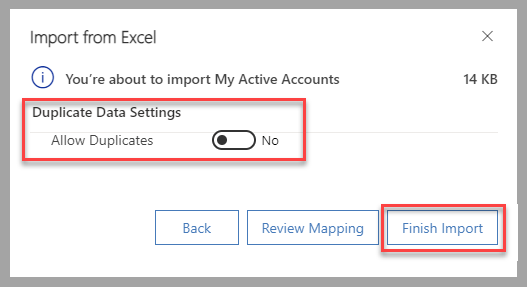 Import from Excel
You're about to import My Active Accounts 14 KB
Duplicate Data Settings
Allow Duplicates No
Back Review Mapping Finish Import